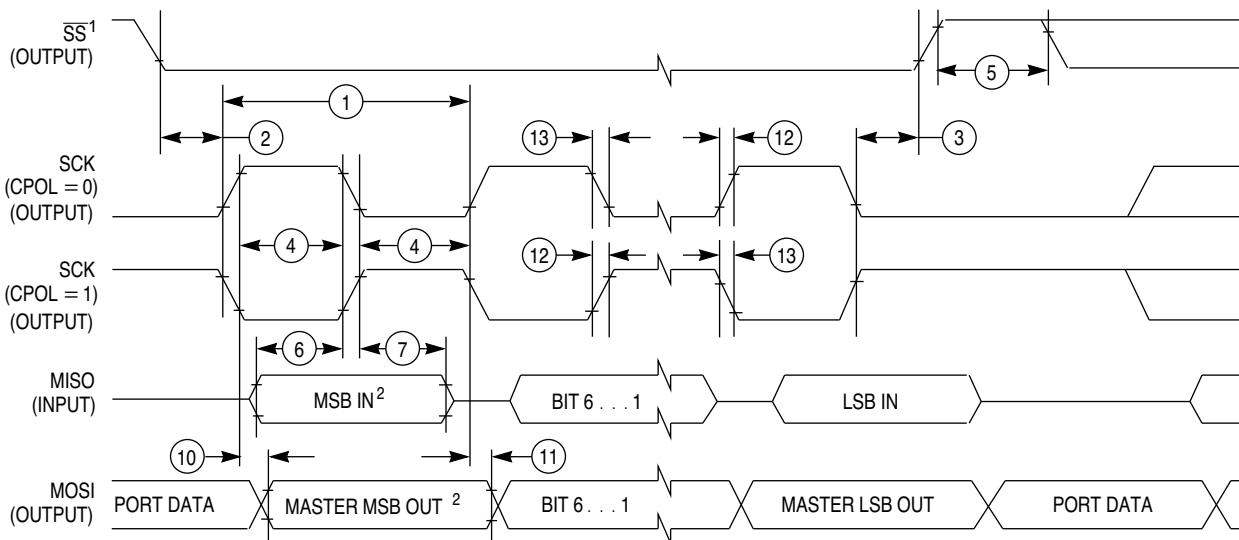 SS¹
(OUTPUT)
5
1
2
13
12
3
SCK
(CPOL = 0)
(OUTPUT)
4
4
12
13
SCK
(CPOL = 1)
(OUTPUT)
6
7
MISO
(INPUT)
MSB IN²
BIT 6 . . . 1
LSB IN
10
11
MOSI
(OUTPUT)
PORT DATA
MASTER MSB OUT ²
BIT 6 . . . 1
MASTER LSB OUT
PORT DATA